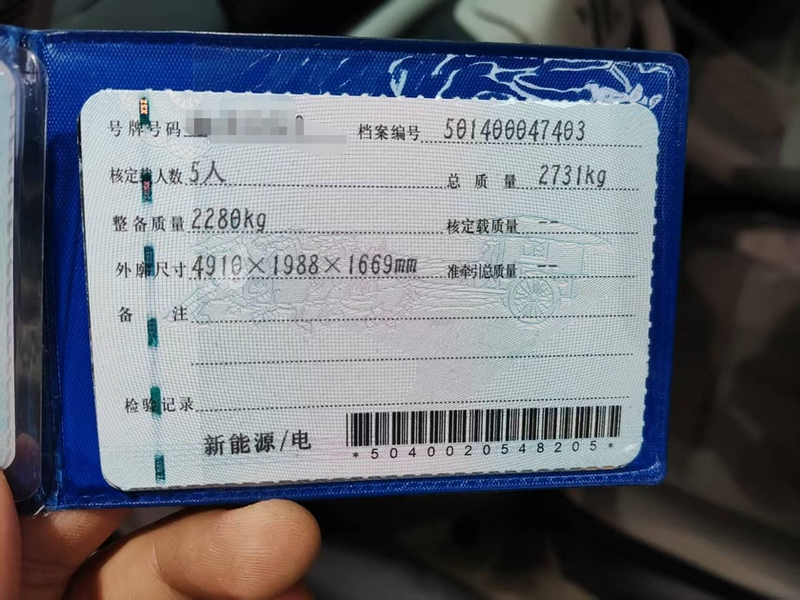 号牌号码 档案编号 501400047403
核定载人数 5人 总质量 2731kg
整备质量 2280kg 核定载质量 --
外廓尺寸 4910×1988×1669mm 准牵引总质量 --
备注
检验记录
新能源/电
*5040020548205*